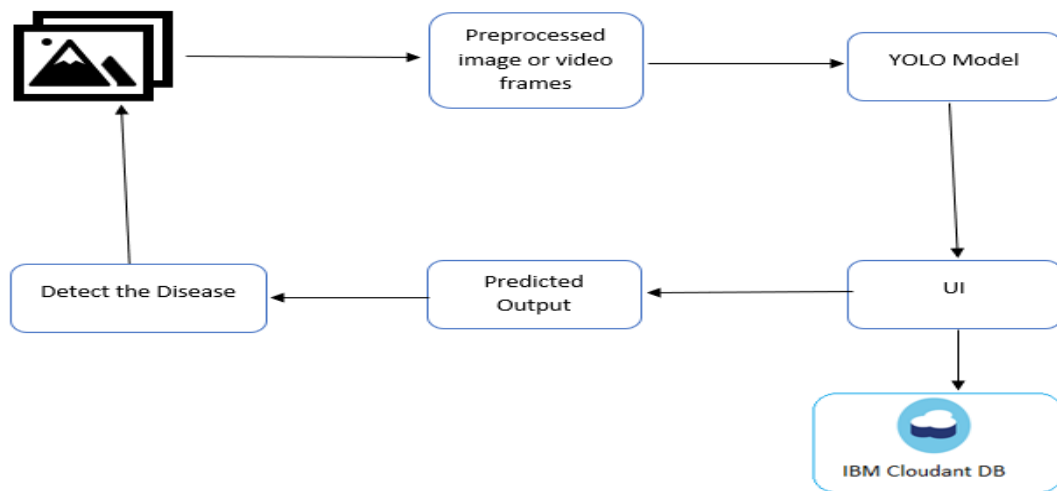 Preprocessed
image or video
frames
YOLO Model
Detect the Disease
Predicted
Output
UI
IBM Cloudant DB